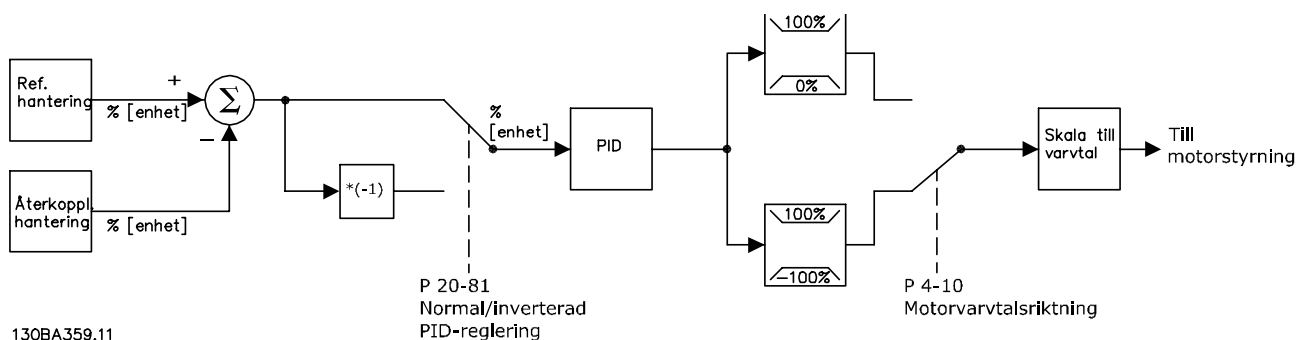 Ref.
hantering
% [enhet]
+
Σ
−
Återkoppl.
hantering
% [enhet]
*(-1)
%
[enhet]
P 20-81
Normal/inverterad
PID-reglering
PID
100%
0%
100%
−100%
P 4-10
Motorvarvtalsriktning
Skala till
varvtal
Till
motorstyrning
130BA359.11